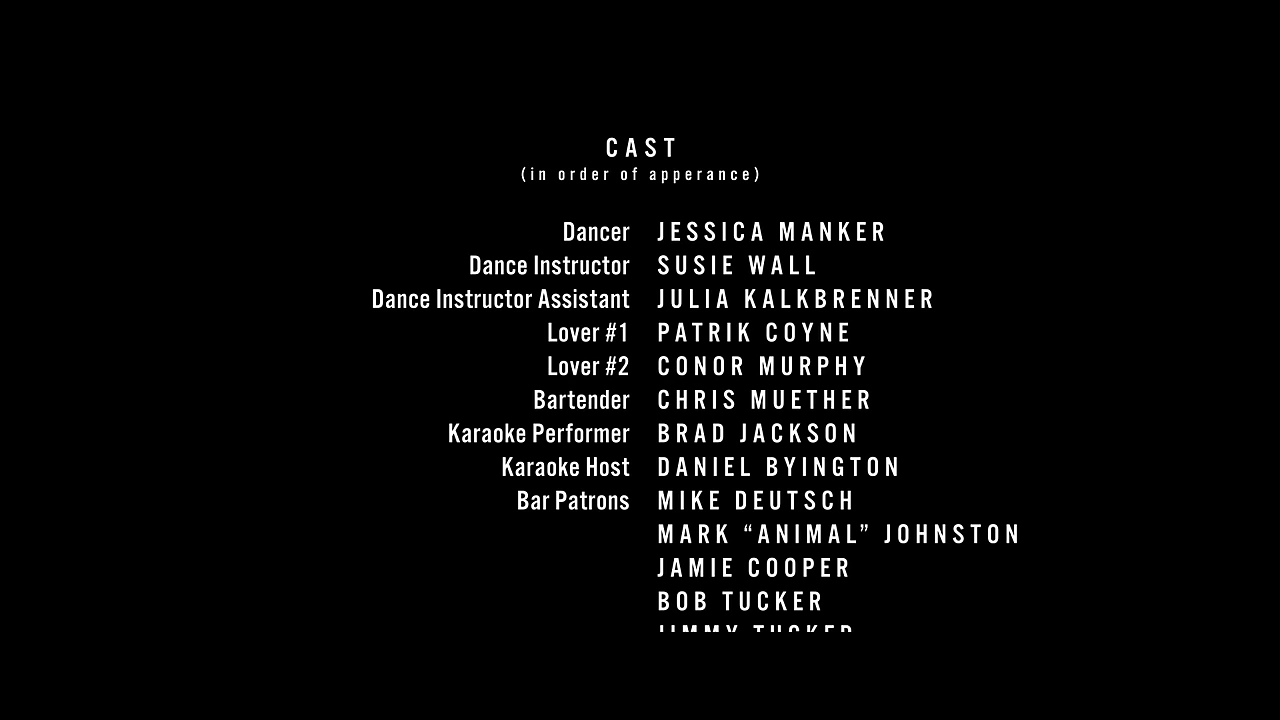 CAST
(in order of apperance)
Dancer JESSICA MANKER
Dance Instructor SUSIE WALL
Dance Instructor Assistant JULIA KALKBRENNER
Lover #1 PATRIK COYNE
Lover #2 CONOR MURPHY
Bartender CHRIS MUETHER
Karaoke Performer BRAD JACKSON
Karaoke Host DANIEL BYINGTON
Bar Patrons MIKE DEUTSCH
MARK “ANIMAL” JOHNSTON
JAMIE COOPER
BOB TUCKER
JIMMY TUCKER